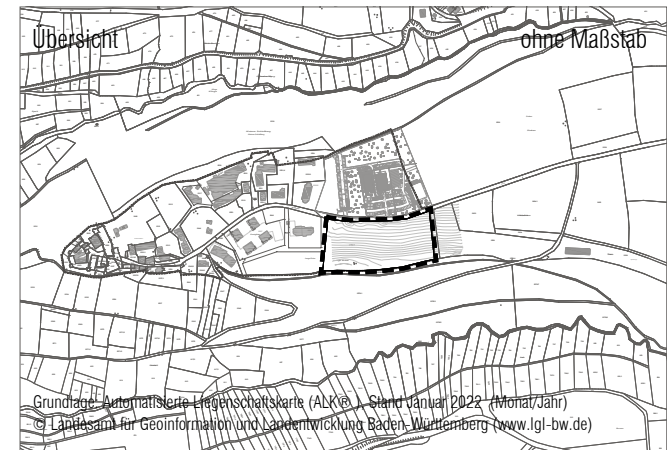 Übersicht
ohne Maßstab
Grundlage: Automatisierte Liegenschaftskarte (ALK® ), Stand Januar 2022 (Monat/Jahr)
© Landesamt für Geoinformation und Landentwicklung Baden-Württemberg (www.lgl-bw.de)